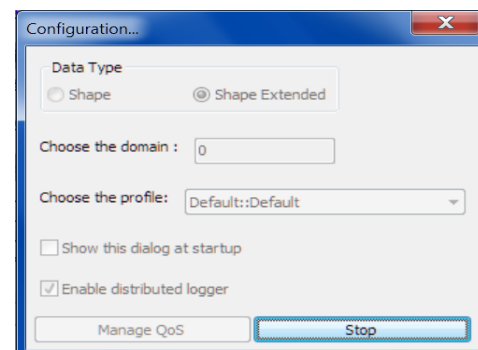 Configuration...
Data Type
Shape Shape Extended
Choose the domain : 0
Choose the profile: Default::Default
Show this dialog at startup
Enable distributed logger
Manage QoS Stop